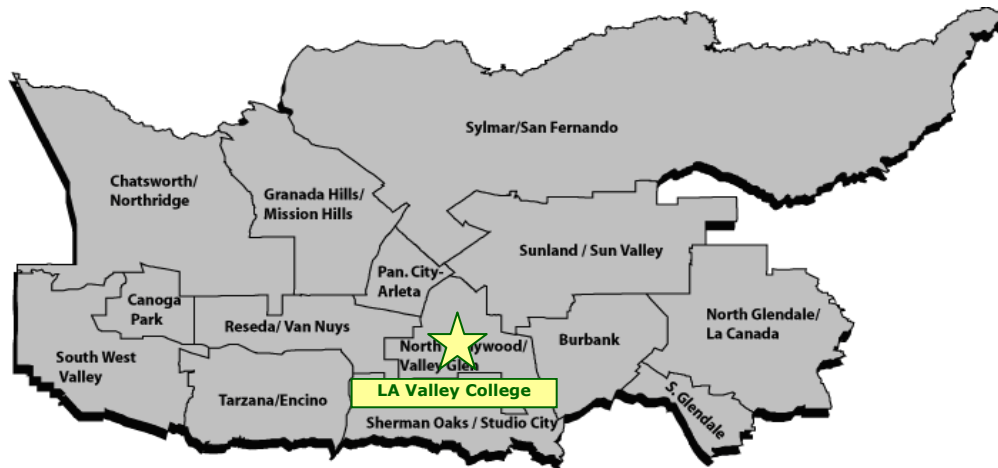 Sylmar/San Fernando
Chatsworth/
Northridge
Granada Hills/
Mission Hills
Sunland / Sun Valley
Pan. City-
Arleta
Canoga
Park
Reseda/ Van Nuys
North
Valley Glen
Burbank
North Glendale/
La Canada
South West
Valley
Tarzana/Encino
LA Valley College
S. Glendale
Sherman Oaks / Studio City